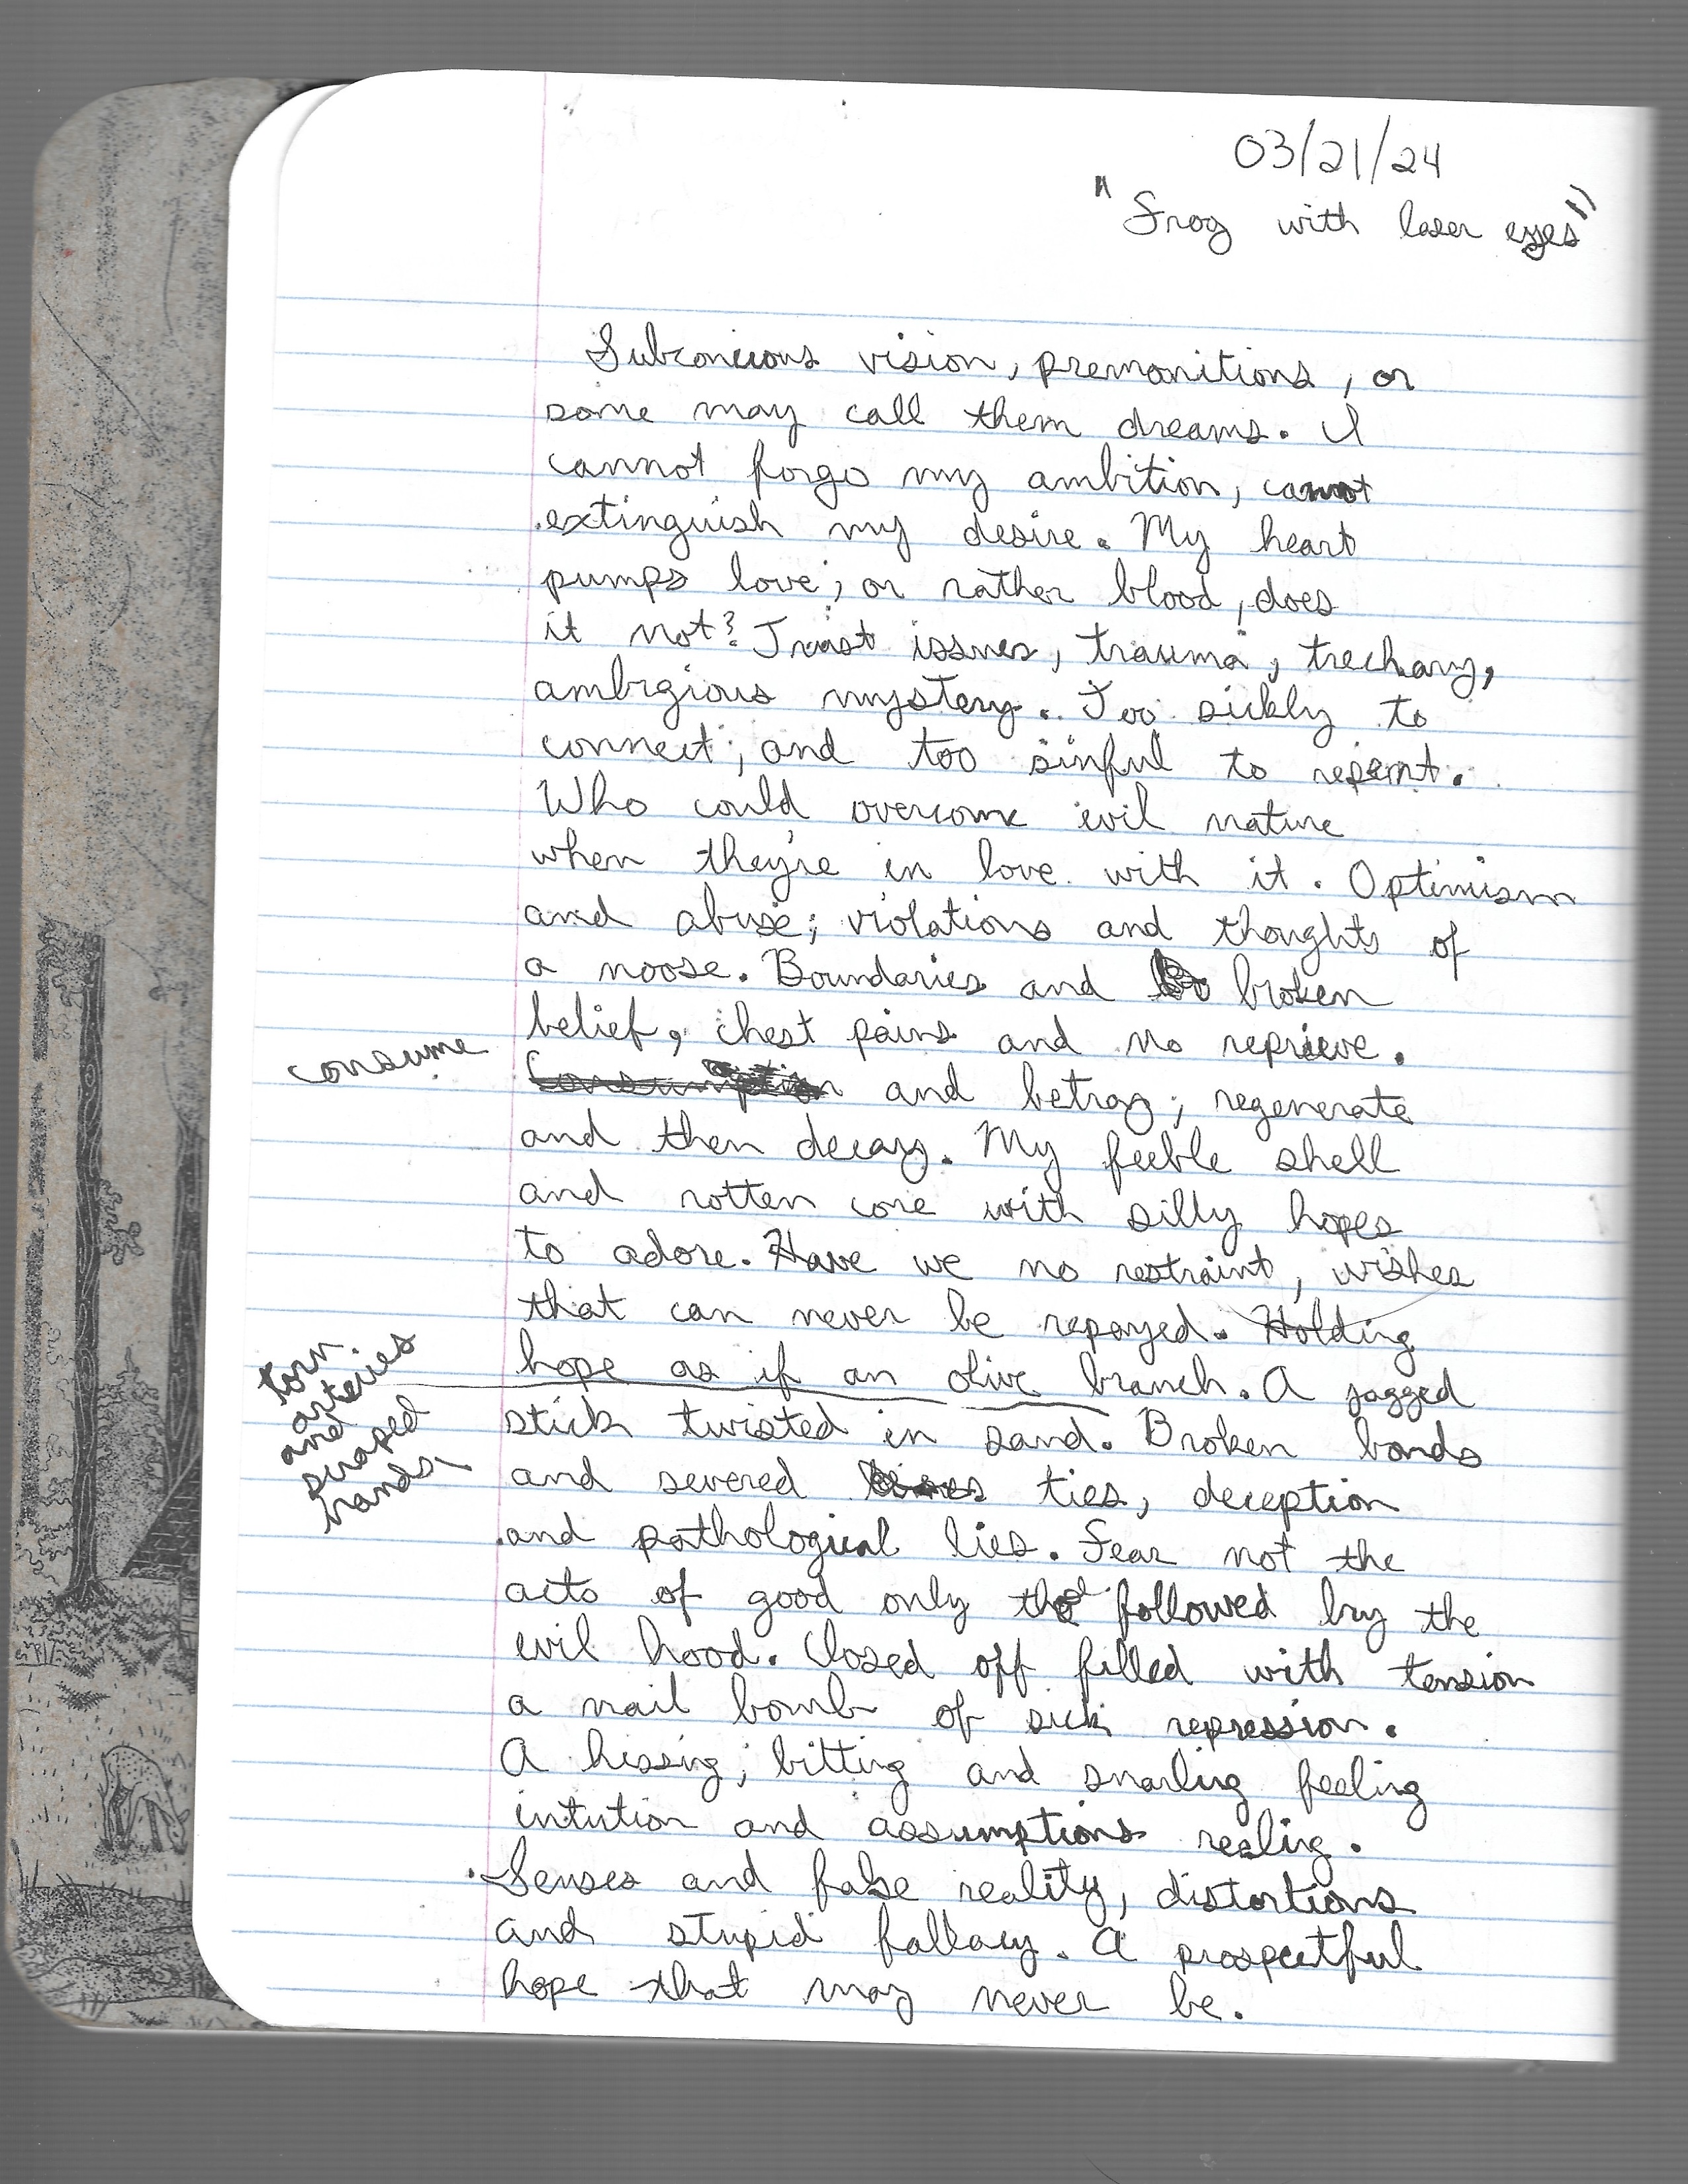 03/21/24
"Frog with laser eyes"
Subconcious vision, premonitions, or
some may call them dreams. I
cannot forgo my ambition, cannot
extinguish my desire. My heart
pumps love; or rather blood, does
it not? Trust issues, trauma, trechary,
ambigious mystery. Too sickly to
connect; and too sinful to repent.
Who could overcome evil nature
when they're in love with it. Optimism
and abuse; violations and thoughts of
a noose. Boundaries and broken
belief, chest pains and no reprieve.
consume
Consumption and betray; regenerate
and then decay. My feeble shell
and rotten core with silly hopes
to adore. Have we no restraint, wishes
that can never be repayed. Holding
hope as if an olive branch. A jagged
torn
arteries
and
scraped
hands
stick twisted in sand. Broken bonds
and severed ties, deception
and pathological lies. Fear not the
acts of good only followed by the
evil hood. Closed off filled with tension
a nail bomb of sick repression.
A hissing; bitting and snarling feeling
intution and assumptions realing.
Senses and false reality, distortions
and stupid fallacy. A prospectful
hope that may never be.